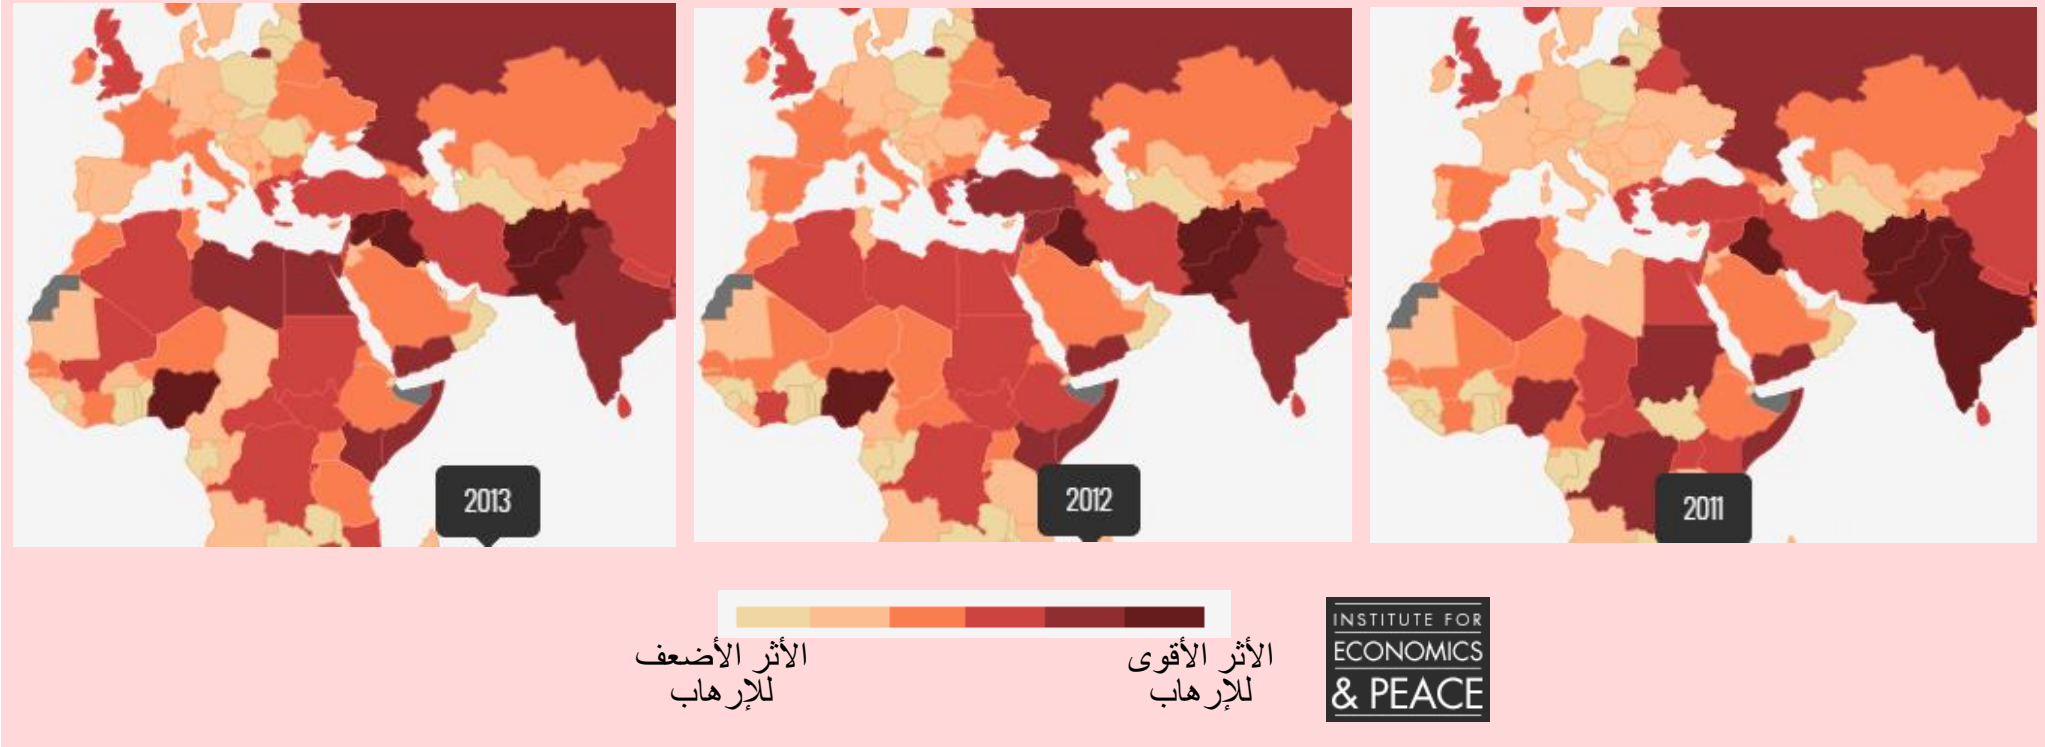 2013
2012
2011
الأثر الأضعف
للإرهاب
الأثر الأقوى
للإرهاب
INSTITUTE FOR
ECONOMICS
& PEACE